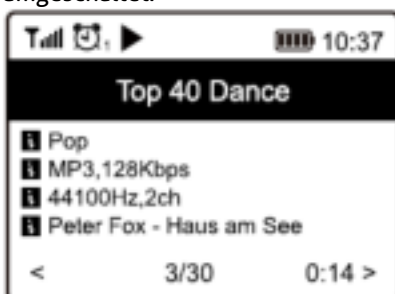 eingeschaltet.
10:37
Top 40 Dance
i Pop
i MP3,128Kbps
i 44100Hz,2ch
i Peter Fox - Haus am See
< 3/30 0:14 >